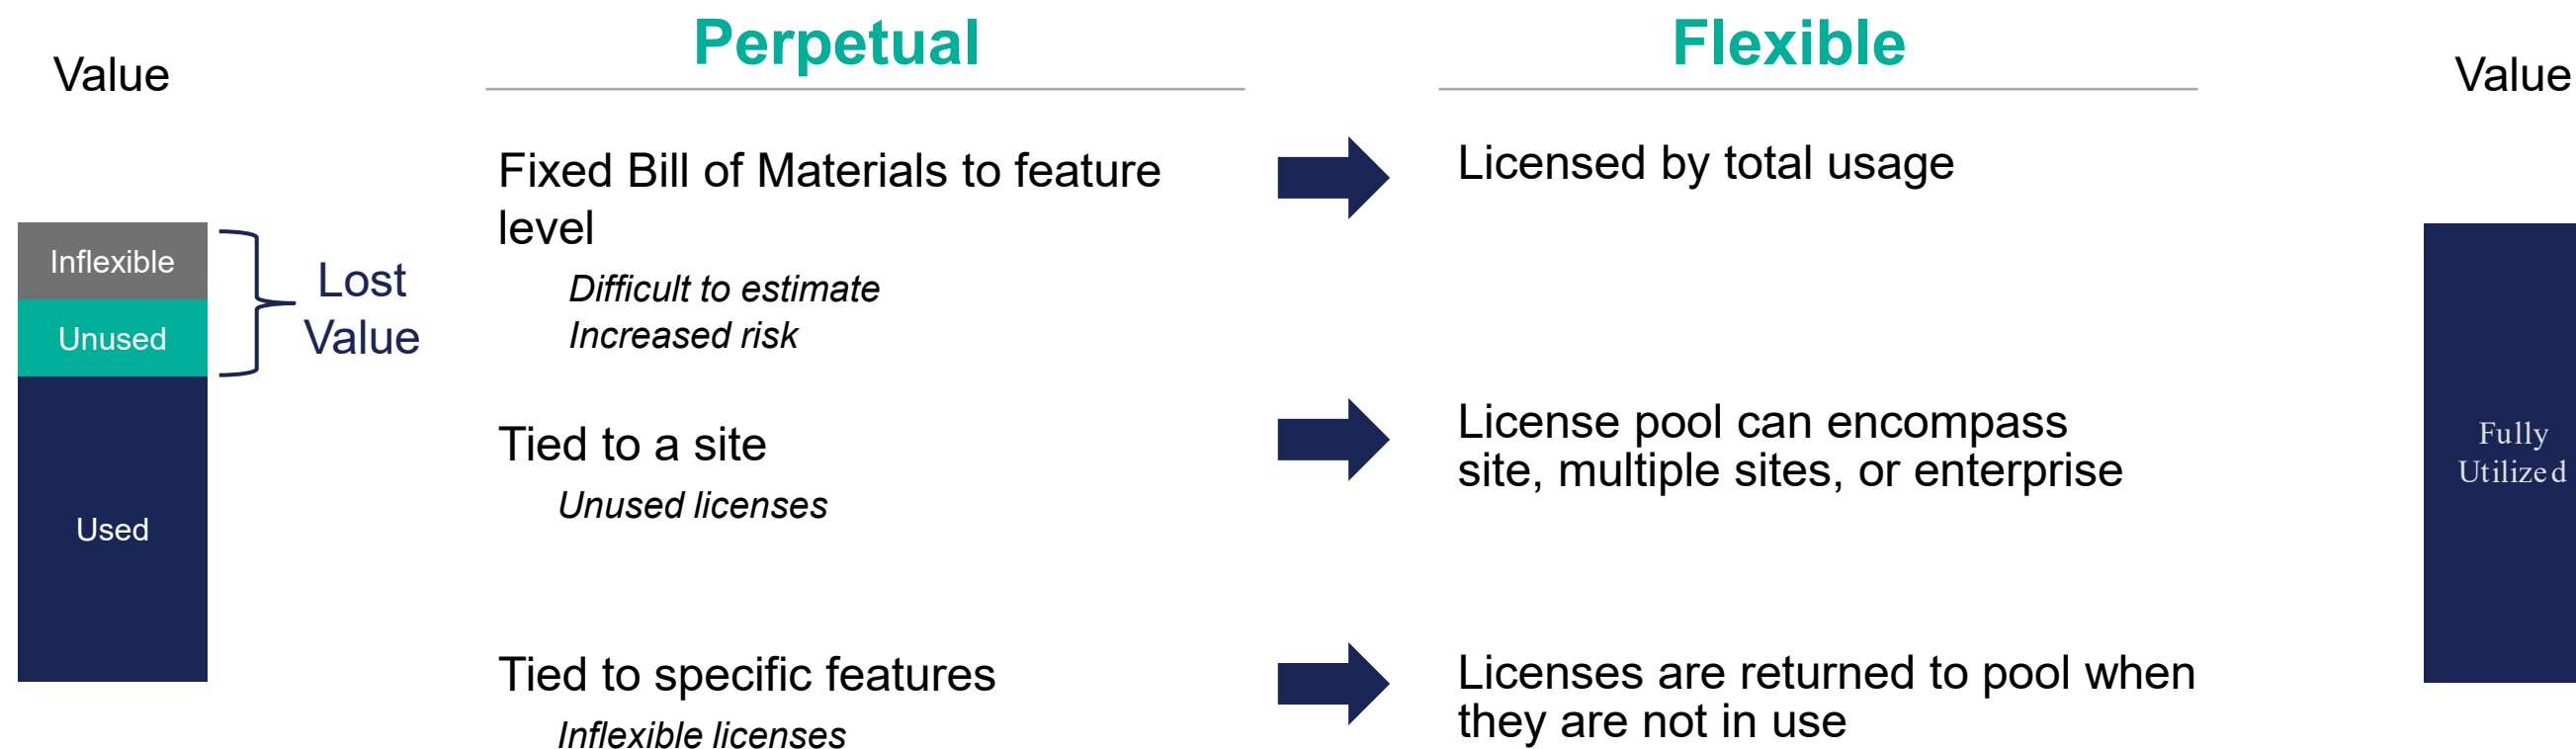 Value
Inflexible
Unused
Used
Lost
Value
Perpetual
Fixed Bill of Materials to feature
level
Difficult to estimate
Increased risk
Tied to a site
Unused licenses
Tied to specific features
Inflexible licenses
Flexible
Licensed by total usage
License pool can encompass
site, multiple sites, or enterprise
Licenses are returned to pool when
they are not in use
Value
Fully
Utilized